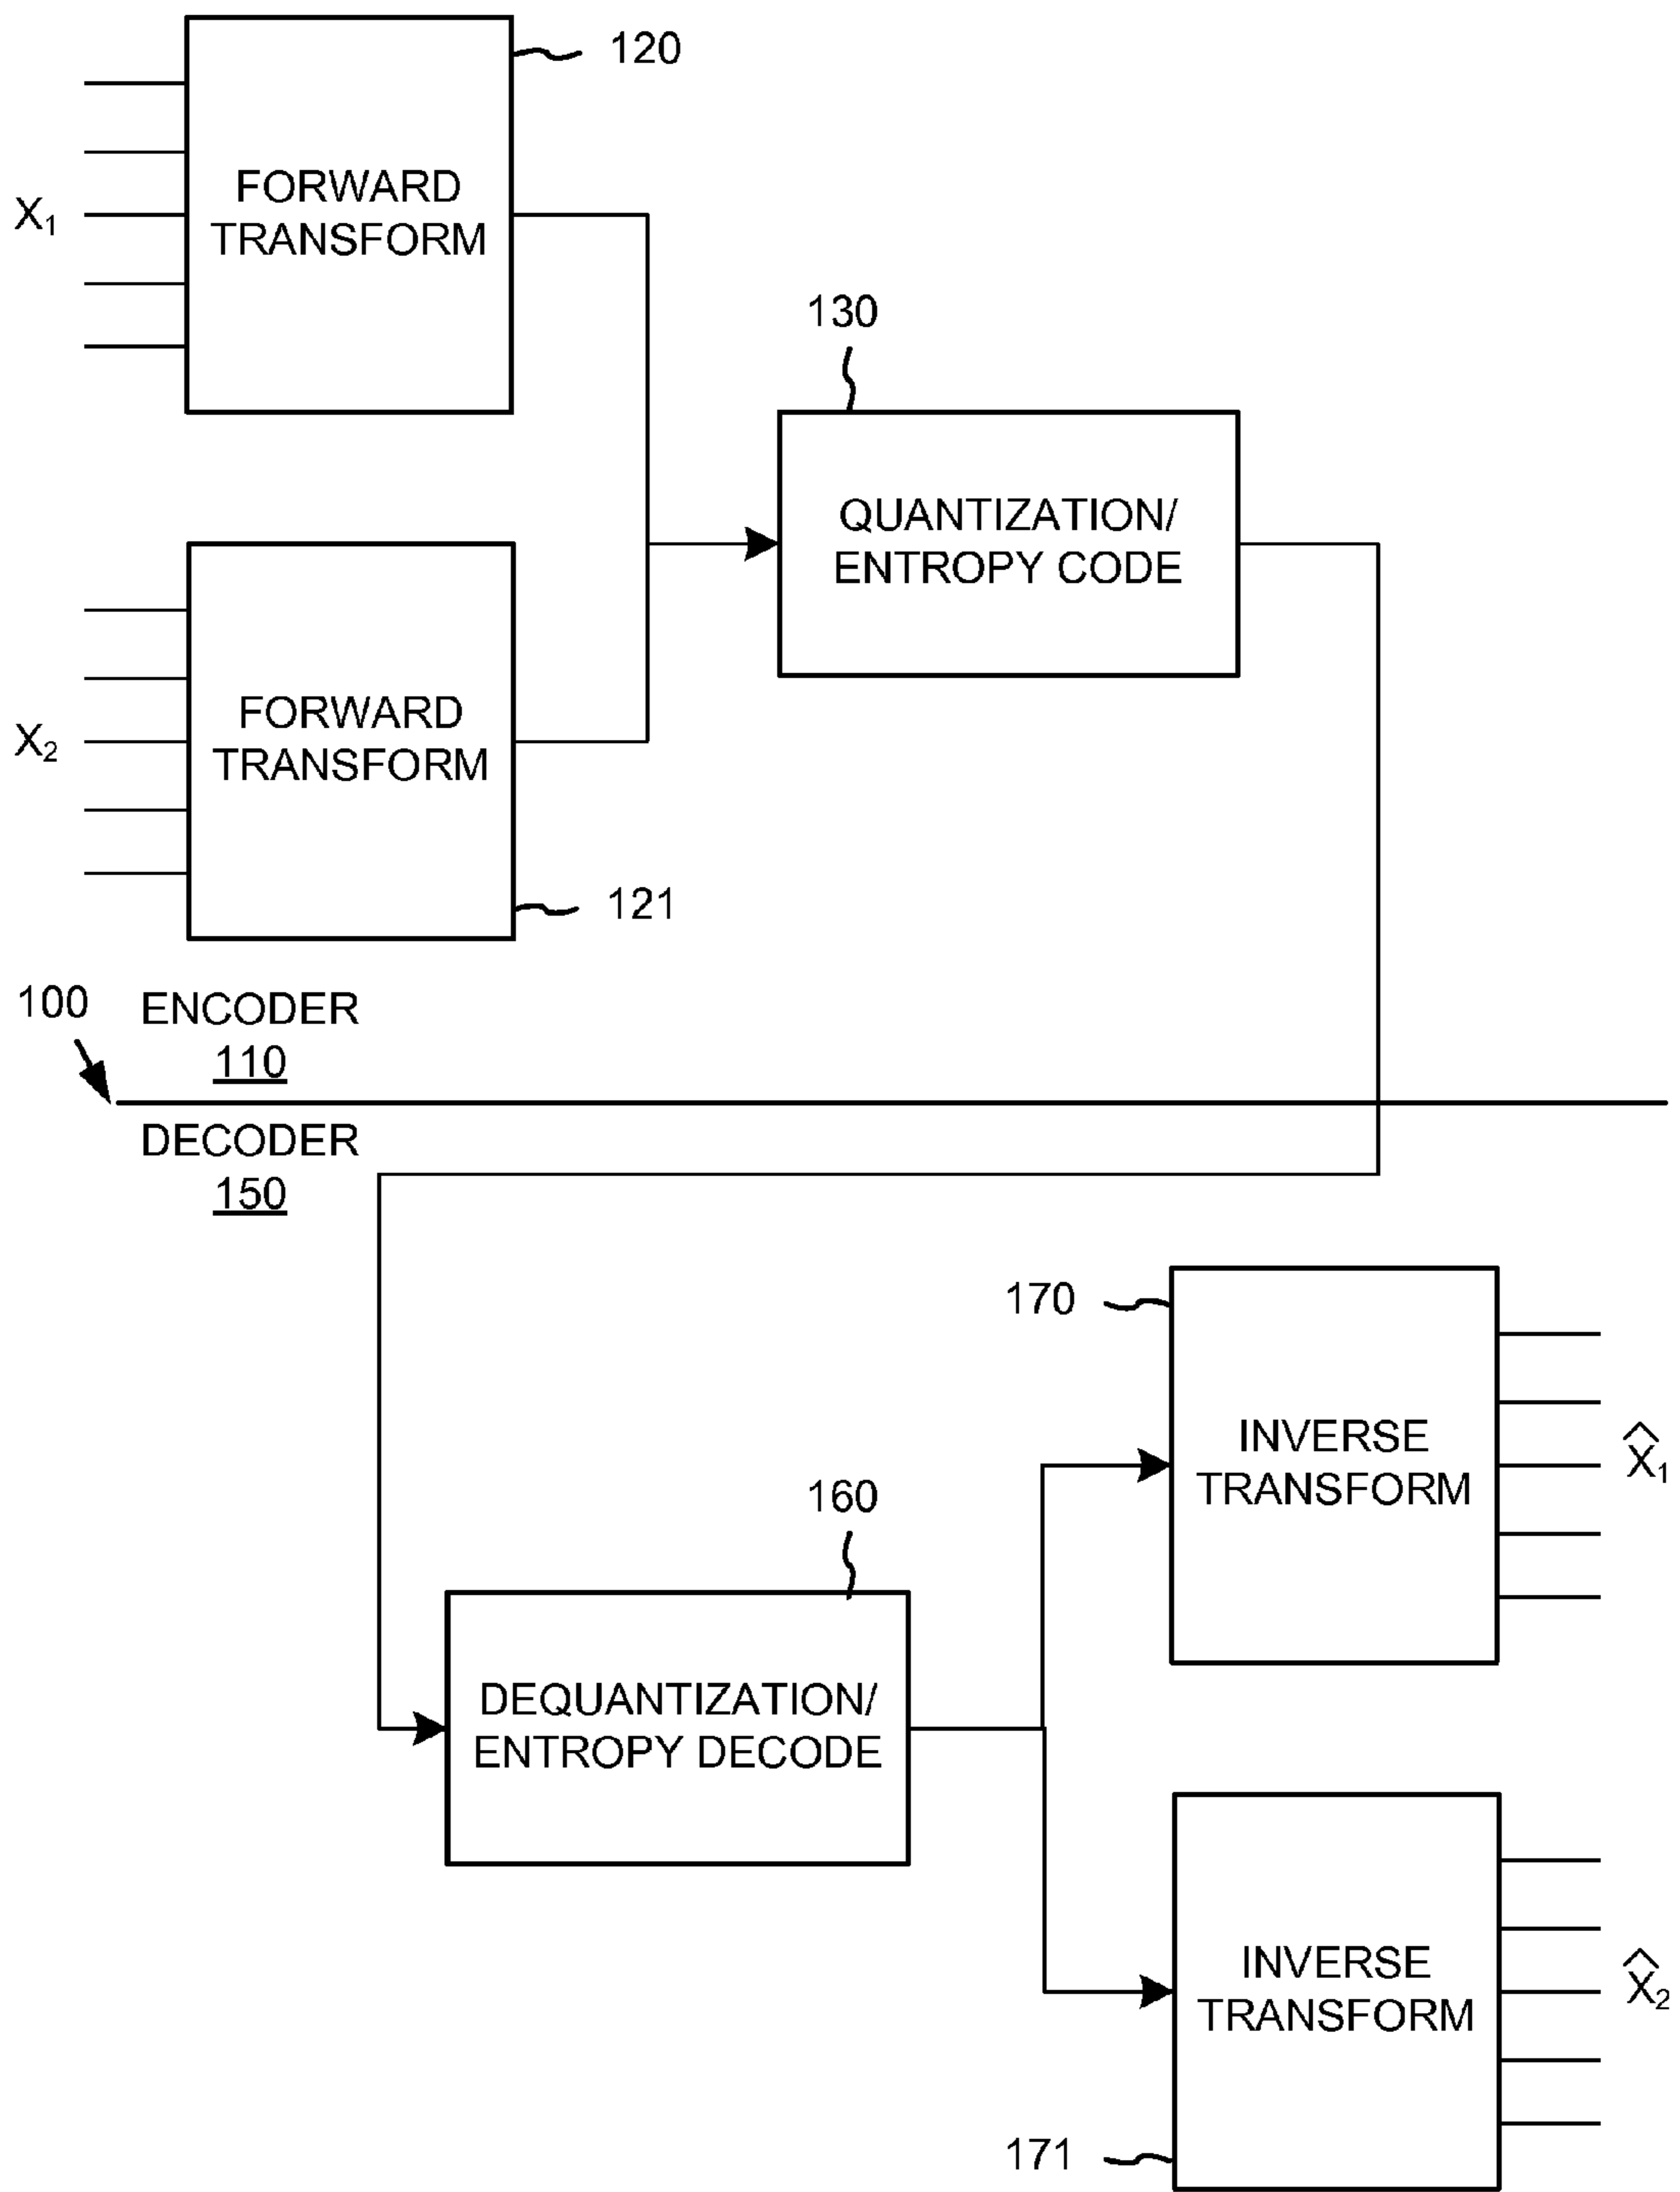 120
FORWARD
TRANSFORM
X1
130
QUANTIZATION/
ENTROPY CODE
FORWARD
TRANSFORM
X2
121
100
ENCODER
110
DECODER
150
170
INVERSE
TRANSFORM
X̂1
160
DEQUANTIZATION/
ENTROPY DECODE
INVERSE
TRANSFORM
X̂2
171